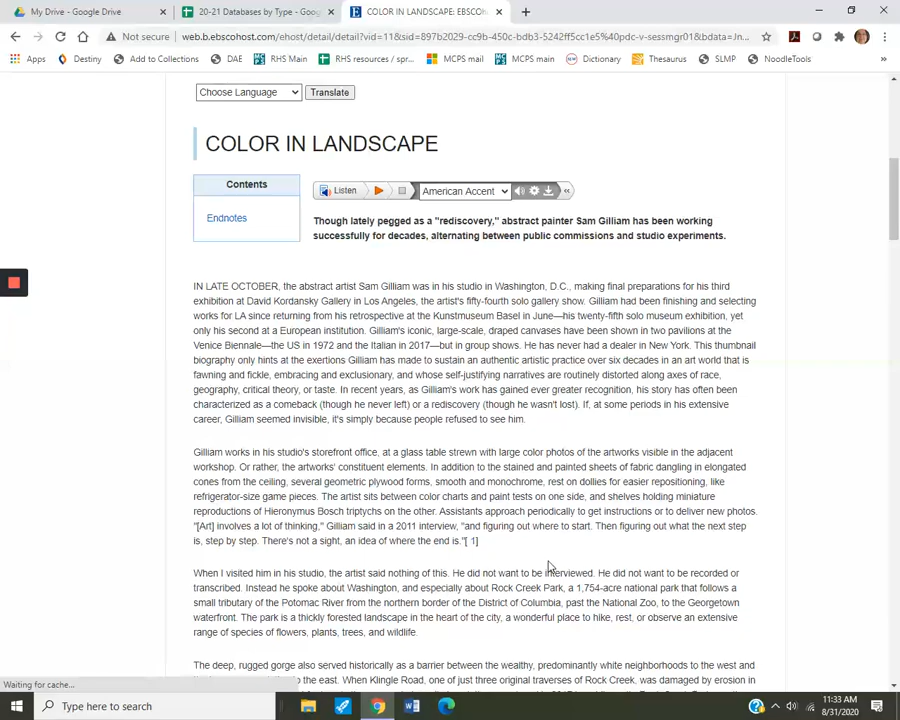 My Drive - Google Drive
20-21 Databases by Type - Goog
COLOR IN LANDSCAPE: EBSCOhost
Not secure | web.b.ebscohost.com/ehost/detail/detail?vid=11&sid=897b2029-cc9b-450c-bdb3-5242ff5cc1e5%40pdc-v-sessmgr01&bdata=Jn...
Apps Destiny Add to Collections DAE RHS Main RHS resources / spr... MCPS mail MCPS main Dictionary Thesaurus SLMP NoodleTools »
Choose Language Translate
COLOR IN LANDSCAPE
Contents
Endnotes
Listen American Accent «
Though lately pegged as a "rediscovery," abstract painter Sam Gilliam has been working
successfully for decades, alternating between public commissions and studio experiments.
IN LATE OCTOBER, the abstract artist Sam Gilliam was in his studio in Washington, D.C., making final preparations for his third
exhibition at David Kordansky Gallery in Los Angeles, the artist's fifty-fourth solo gallery show. Gilliam had been finishing and selecting
works for LA since returning from his retrospective at the Kunstmuseum Basel in June—his twenty-fifth solo museum exhibition, yet
only his second at a European institution. Gilliam's iconic, large-scale, draped canvases have been shown in two pavilions at the
Venice Biennale—the US in 1972 and the Italian in 2017—but in group shows. He has never had a dealer in New York. This thumbnail
biography only hints at the exertions Gilliam has made to sustain an authentic artistic practice over six decades in an art world that is
fawning and fickle, embracing and exclusionary, and whose self-justifying narratives are routinely distorted along axes of race,
geography, critical theory, or taste. In recent years, as Gilliam's work has gained ever greater recognition, his story has often been
characterized as a comeback (though he never left) or a rediscovery (though he wasn't lost). If, at some periods in his extensive
career, Gilliam seemed invisible, it's simply because people refused to see him.
Gilliam works in his studio's storefront office, at a glass table strewn with large color photos of the artworks visible in the adjacent
workshop. Or rather, the artworks' constituent elements. In addition to the stained and painted sheets of fabric dangling in elongated
cones from the ceiling, several geometric plywood forms, smooth and monochrome, rest on dollies for easier repositioning, like
refrigerator-size game pieces. The artist sits between color charts and paint tests on one side, and shelves holding miniature
reproductions of Hieronymus Bosch triptychs on the other. Assistants approach periodically to get instructions or to deliver new photos.
"[Art] involves a lot of thinking," Gilliam said in a 2011 interview, "and figuring out where to start. Then figuring out what the next step
is, step by step. There's not a sight, an idea of where the end is."[ 1]
When I visited him in his studio, the artist said nothing of this. He did not want to be interviewed. He did not want to be recorded or
transcribed. Instead he spoke about Washington, and especially about Rock Creek Park, a 1,754-acre national park that follows a
small tributary of the Potomac River from the northern border of the District of Columbia, past the National Zoo, to the Georgetown
waterfront. The park is a thickly forested landscape in the heart of the city, a wonderful place to hike, rest, or observe an extensive
range of species of flowers, plants, trees, and wildlife.
The deep, rugged gorge also served historically as a barrier between the wealthy, predominantly white neighborhoods to the west and
to the east. When Klingle Road, one of just three original traverses of Rock Creek, was damaged by erosion in
Waiting for cache...
Type here to search
11:33 AM
8/31/2020